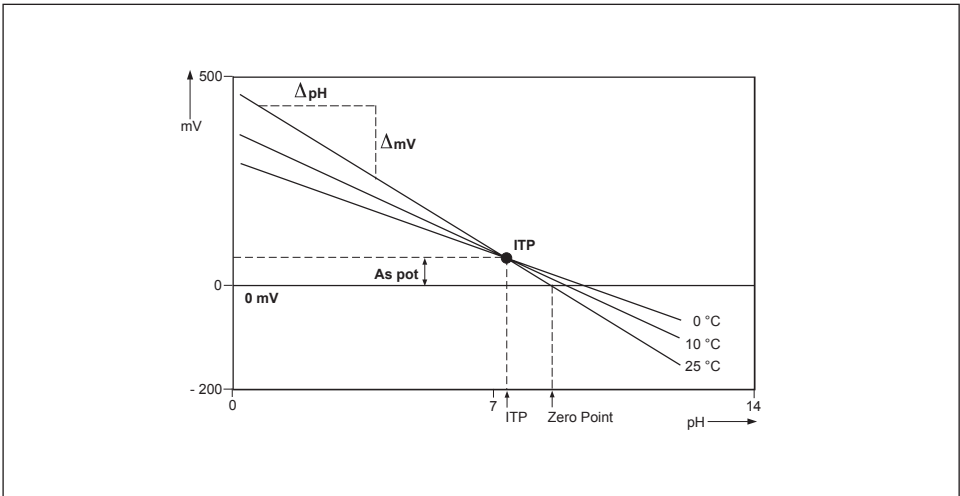 500
mV
ΔpH
ΔmV
ITP
As pot
0
0 mV
0 °C
10 °C
25 °C
- 200
0
7
14
ITP
Zero Point
pH